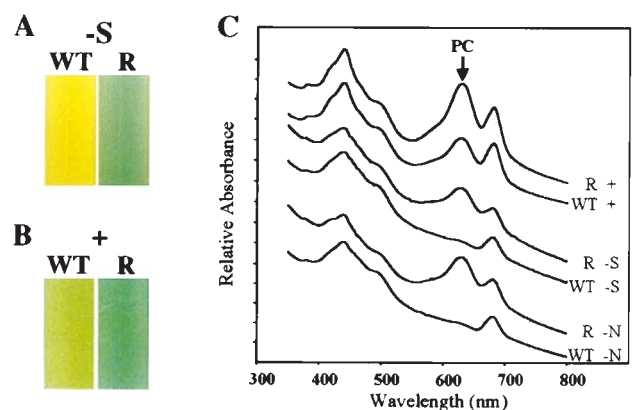 A
-S
WT R
B
+
WT R
C
PC
Relative Absorbance
R +
WT +
R -S
WT -S
R -N
WT -N
300 400 500 600 700 800
Wavelength (nm)